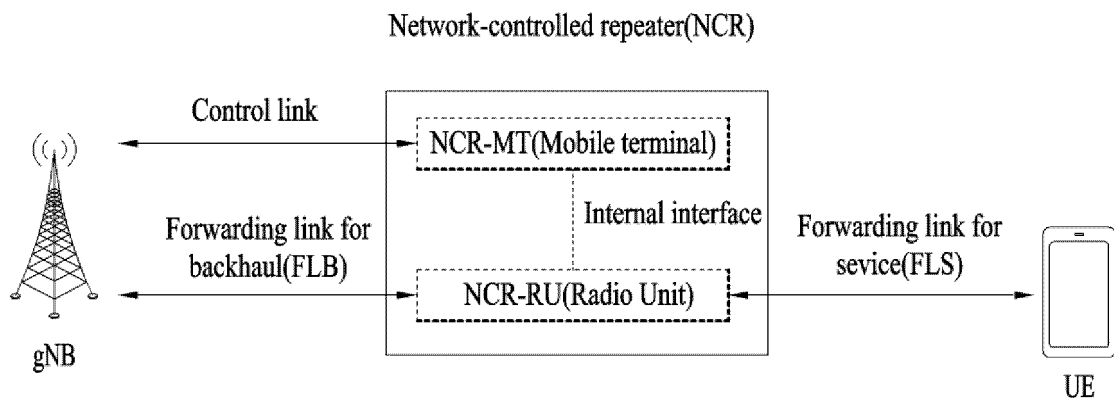 Network-controlled repeater(NCR)
Control link
NCR-MT(Mobile terminal)
Internal interface
Forwarding link for
backhaul(FLB)
Forwarding link for
sevice(FLS)
NCR-RU(Radio Unit)
gNB
UE